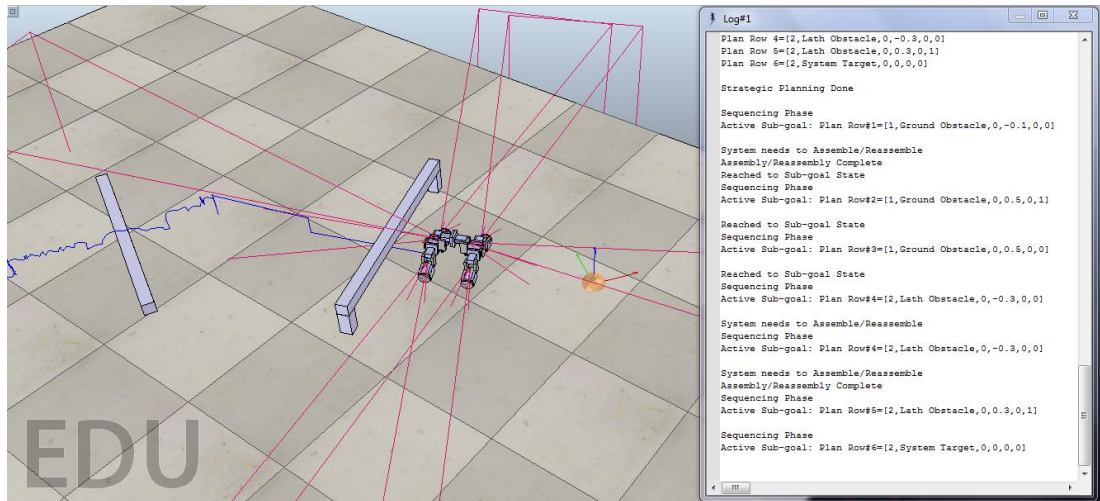 Log#1
Plan Row 4=[2,Lath Obstacle,0,-0.3,0,0]
Plan Row 5=[2,Lath Obstacle,0,0.3,0,1]
Plan Row 6=[2,System Target,0,0,0,0]
Strategic Planning Done
Sequencing Phase
Active Sub-goal: Plan Row#1=[1,Ground Obstacle,0,-0.1,0,0]
System needs to Assemble/Reassemble
Assembly/Reassembly Complete
Reached to Sub-goal State
Sequencing Phase
Active Sub-goal: Plan Row#2=[1,Ground Obstacle,0,0.5,0,1]
Reached to Sub-goal State
Sequencing Phase
Active Sub-goal: Plan Row#3=[1,Ground Obstacle,0,0.5,0,0]
Reached to Sub-goal State
Sequencing Phase
Active Sub-goal: Plan Row#4=[2,Lath Obstacle,0,-0.3,0,0]
System needs to Assemble/Reassemble
Sequencing Phase
Active Sub-goal: Plan Row#4=[2,Lath Obstacle,0,-0.3,0,0]
System needs to Assemble/Reassemble
Assembly/Reassembly Complete
Sequencing Phase
Active Sub-goal: Plan Row#5=[2,Lath Obstacle,0,0.3,0,1]
Sequencing Phase
Active Sub-goal: Plan Row#6=[2,System Target,0,0,0,0]
EDU